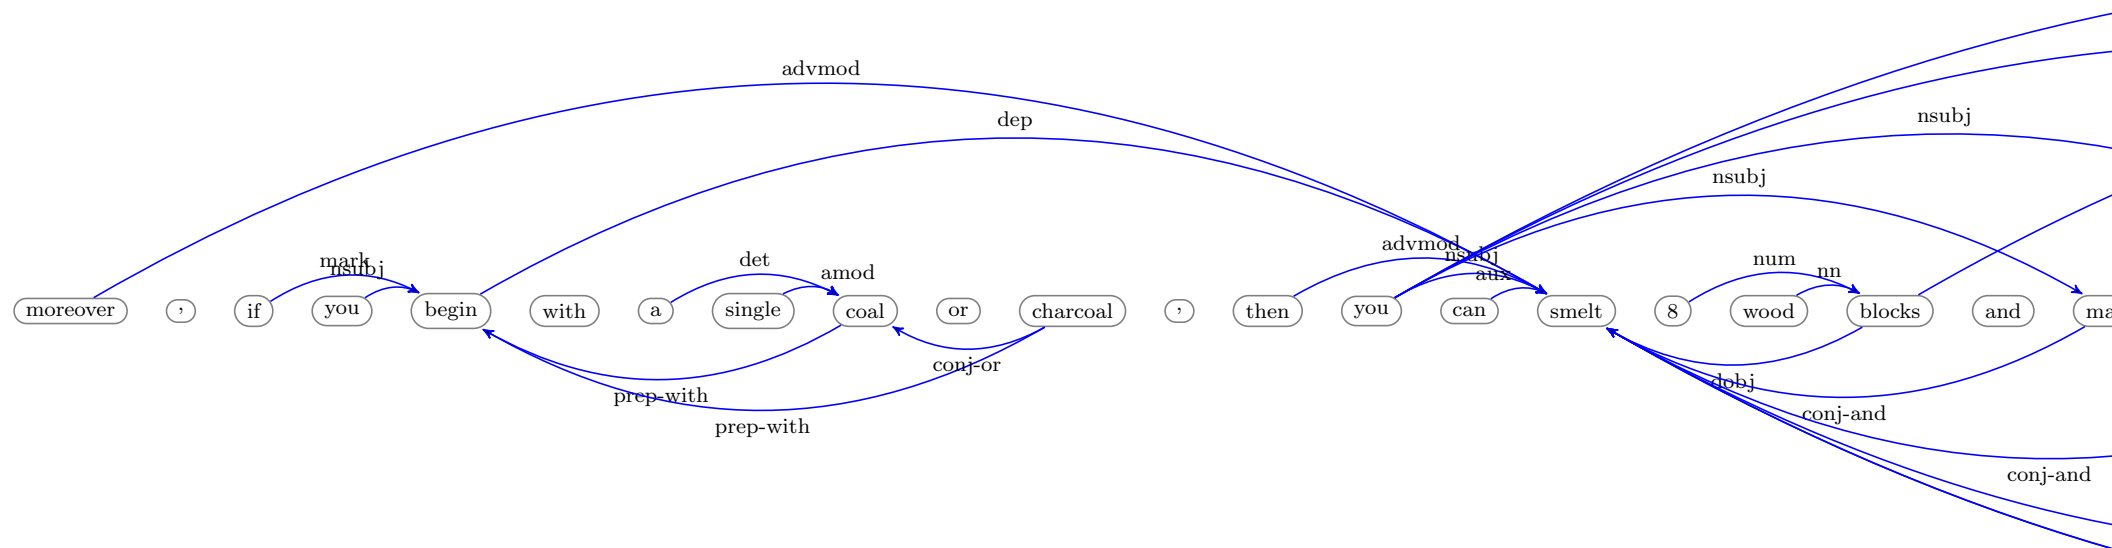 advmod
dep
nsubj
nsubj
mark
nsubj
det
amod
advmod
nsubj
aux
num
nn
moreover , if you begin with a single coal or charcoal , then you can smelt 8 wood blocks and ma
conj-or
prep-with
prep-with
dobj
conj-and
conj-and